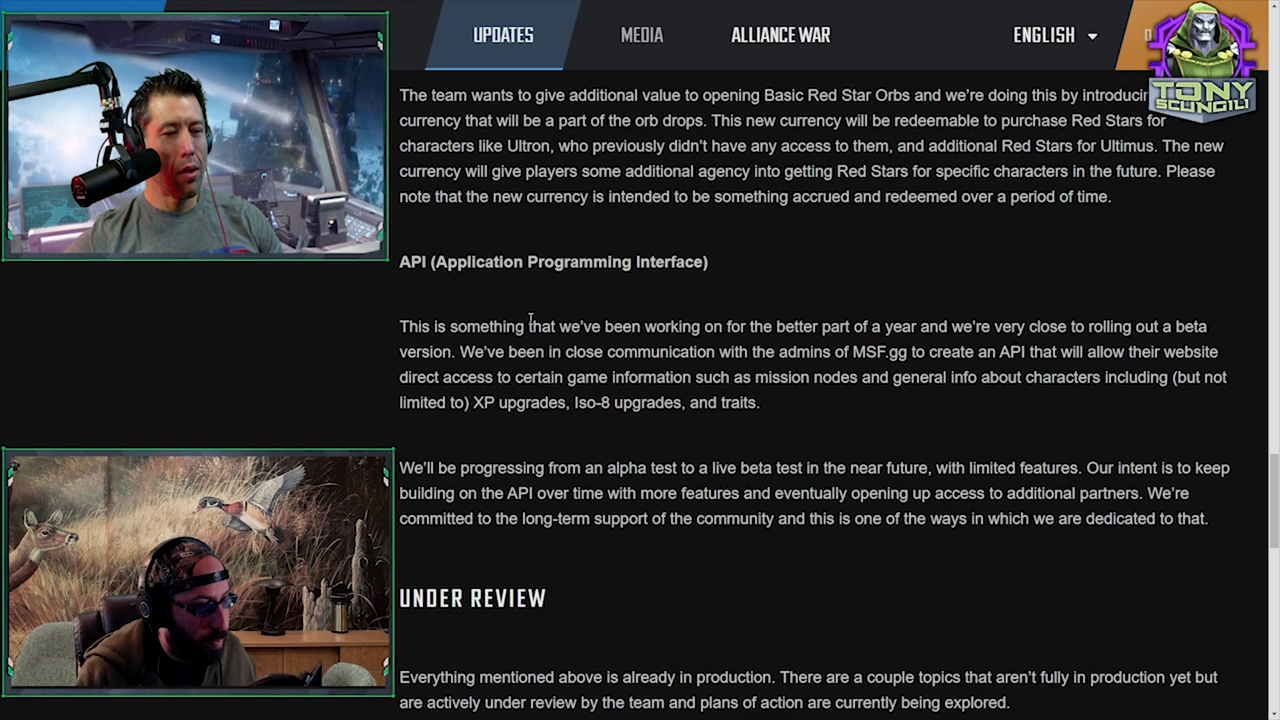 UPDATES
MEDIA
ALLIANCE WAR
ENGLISH
TONY
SCUNGILI
The team wants to give additional value to opening Basic Red Star Orbs and we're doing this by
currency that will be a part of the orb drops. This new currency will be redeemable to purchase Red Stars for
characters like Ultron, who previously didn't have any access to them, and additional Red Stars for Ultimus. The new
currency will give players some additional agency into getting Red Stars for specific characters in the future. Please
note that the new currency is intended to be something accrued and redeemed over a period of time.
API (Application Programming Interface)
This is something that we've been working on for the better part of a year and we're very close to rolling out a beta
version. We've been in close communication with the admins of MSF.gg to create an API that will allow their website
direct access to certain game information such as mission nodes and general info about characters including (but not
limited to) XP upgrades, Iso-8 upgrades, and traits.
We'll be progressing from an alpha test to a live beta test in the near future, with limited features. Our intent is to keep
building on the API over time with more features and eventually opening up access to additional partners. We're
committed to the long-term support of the community and this is one of the ways in which we are dedicated to that.
UNDER REVIEW
Everything mentioned above is already in production. There are a couple topics that aren't fully in production yet but
are actively under review by the team and plans of action are currently being explored.